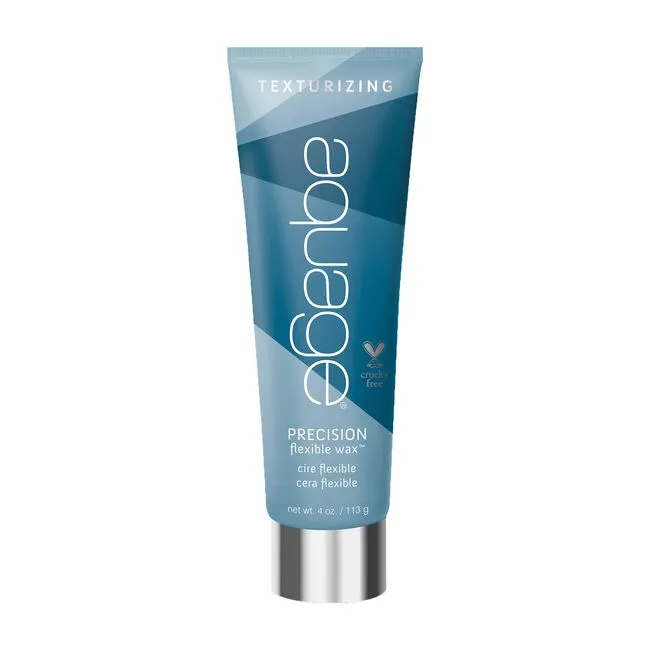 TEXTURIZING
aquage®
cruelty
free
PRECISION
flexible wax™
cire flexible
cera flexible
net wt. 4 oz. / 113 g